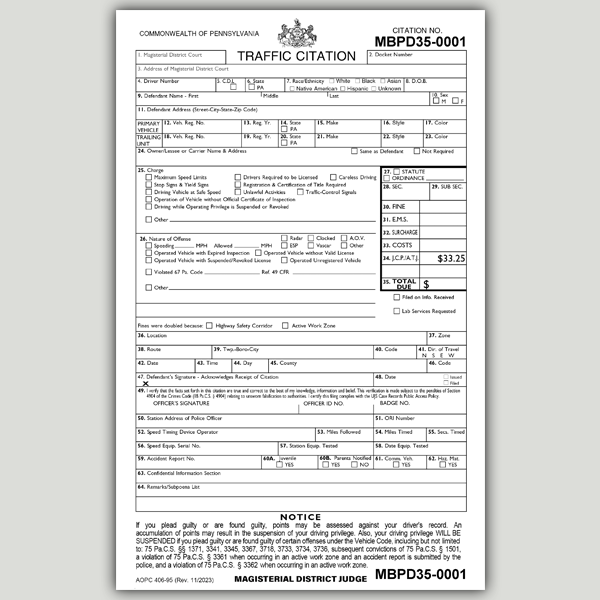 COMMONWEALTH OF PENNSYLVANIA
CITATION NO.
MBPD35-0001
1. Magisterial District Court
TRAFFIC CITATION
2. Docket Number
3. Address of Magisterial District Court
4. Driver Number 5. C.D.L. 6. State 7. Race/Ethnicity White Black Asian 8. D.O.B.
PA Native American Hispanic Unknown
9. Defendant Name - First Middle Last 10. Sex
M F
11. Defendant Address (Street-City-State-Zip Code)
PRIMARY VEHICLE 12. Veh. Reg. No. 13. Reg. Yr. 14. State 15. Make 16. Style 17. Color
PA
TRAILING UNIT 18. Veh. Reg. No. 19. Reg. Yr. 20. State 21. Make 22. Style 23. Color
PA
24. Owner/Lessee or Carrier Name & Address Same as Defendant Not Required
25. Charge
Maximum Speed Limits Drivers Required to be Licensed Careless Driving
Stop Signs & Yield Signs Registration & Certification of Title Required
Driving Vehicle at Safe Speed Unlawful Activities Traffic-Control Signals
Operation of Vehicle without Official Certificate of Inspection
Driving while Operating Privilege is Suspended or Revoked
Other
27. STATUTE
ORDINANCE
28. SEC. 29. SUB SEC.
30. FINE
31. E.M.S.
32. SURCHARGE
33. COSTS
34. J.C.P./A.T.J. $33.25
35. TOTAL DUE $
26. Nature of Offense Radar Clocked A.O.V.
Speeding MPH Allowed MPH ESP Vascar Other
Operated Vehicle with Expired Inspection Operated Vehicle without Valid License
Operated Vehicle with Suspended/Revoked License Operated Unregistered Vehicle
Violated 67 Pa. Code Ref. 49 CFR
Other
Filed on Info. Received
Lab Services Requested
Fines were doubled because Highway Safety Corridor Active Work Zone
36. Location 37. Zone
38. Route 39. Twp.-Boro-City 40. Code 41. Dir. of Travel
N S E W
42. Date 43. Time 44. Day 45. County 46. Code
47. Defendant's Signature - Acknowledges Receipt of Citation 48. Date Issued
X Filed
49. I verify that the facts set forth in this citation are true and correct to the best of my knowledge, information and belief. This verification is made subject to the penalties of Section
4904 of the Crimes Code (18 Pa.C.S. § 4904) relating to unsworn falsification to authorities. I certify this filing complies with the UJS Case Records Public Access Policy.
OFFICER'S SIGNATURE OFFICER ID NO. BADGE NO.
50. Station Address of Police Officer 51. ORI Number
52. Speed Timing Device Operator 53. Miles Followed 54. Miles Timed 55. Secs. Timed
56. Speed Equip. Serial No. 57. Station Equip. Tested 58. Date Equip. Tested
59. Accident Report No. 60A. Juvenile 60B. Parents Notified 61. Comm. Veh. 62. Haz. Mat.
YES YES NO YES YES
63. Confidential Information Section
64. Remarks/Subpoena List
NOTICE
If you plead guilty or are found guilty, points may be assessed against your driver's record. An
accumulation of points may result in the suspension of your driving privilege. Also, your driving privilege WILL BE
SUSPENDED if you plead guilty or are found guilty of certain offenses under the Vehicle Code, including but not limited
to: 75 Pa.C.S. §§ 1371, 3341, 3345, 3367, 3718, 3733, 3734, 3736, subsequent convictions of 75 Pa.C.S. § 1501,
a violation of 75 Pa.C.S. § 3361 when occurring in an active work zone and an accident report is submitted by the
police, and a violation of 75 Pa.C.S. § 3362 when occurring in an active work zone.
AOPC 406-95 (Rev. 11/2023) MAGISTERIAL DISTRICT JUDGE MBPD35-0001